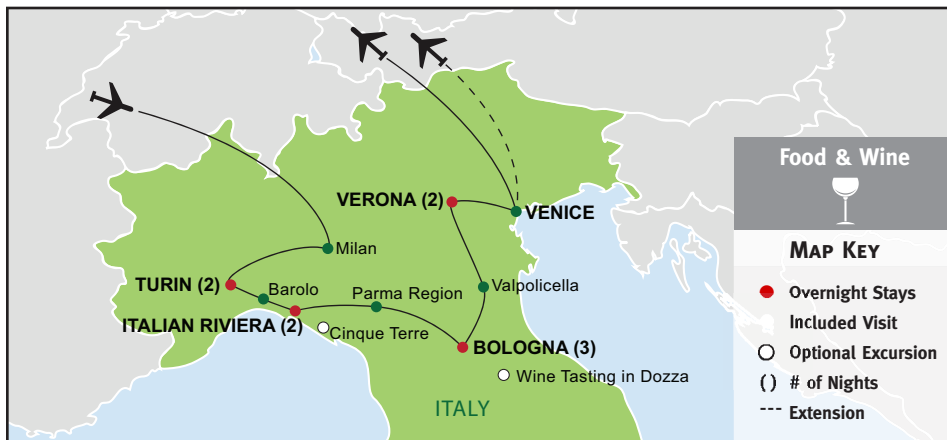 VERONA (2)
VENICE
Milan
TURIN (2)
Barolo
Parma Region
Valpolicella
ITALIAN RIVIERA (2)
Cinque Terre
BOLOGNA (3)
Wine Tasting in Dozza
ITALY
Food & Wine
MAP KEY
Overnight Stays
Included Visit
Optional Excursion
( ) # of Nights
--- Extension